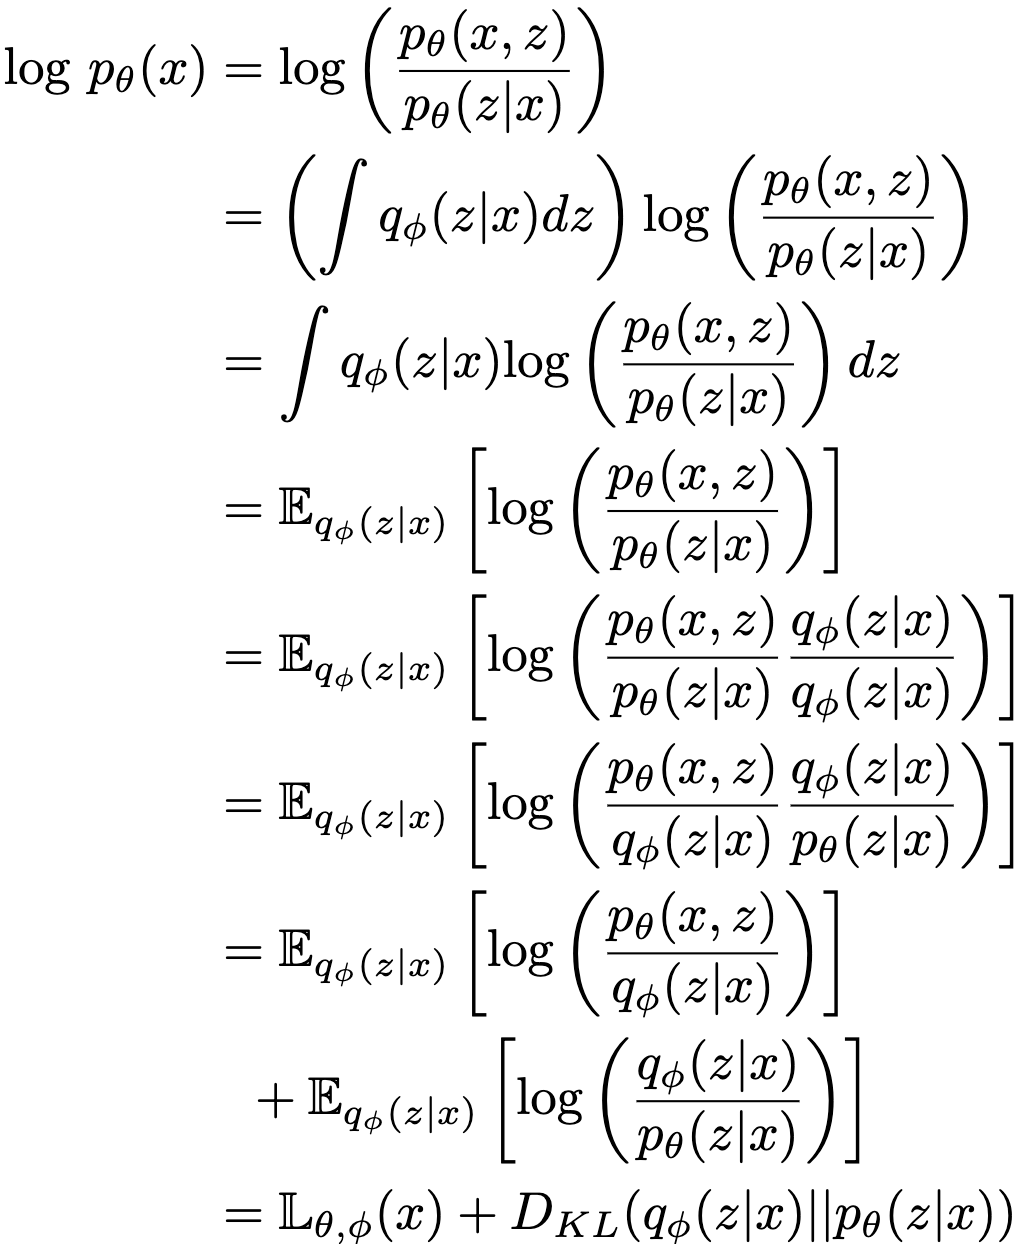 log p_θ(x) = log ( p_θ(x, z) / p_θ(z|x) )
= ( ∫ q_ϕ(z|x)dz ) log ( p_θ(x, z) / p_θ(z|x) )
= ∫ q_ϕ(z|x)log ( p_θ(x, z) / p_θ(z|x) ) dz
= 𝔼_{q_ϕ(z|x)} [ log ( p_θ(x, z) / p_θ(z|x) ) ]
= 𝔼_{q_ϕ(z|x)} [ log ( p_θ(x, z) / p_θ(z|x) q_ϕ(z|x) / q_ϕ(z|x) ) ]
= 𝔼_{q_ϕ(z|x)} [ log ( p_θ(x, z) / q_ϕ(z|x) q_ϕ(z|x) / p_θ(z|x) ) ]
= 𝔼_{q_ϕ(z|x)} [ log ( p_θ(x, z) / q_ϕ(z|x) ) ]
+ 𝔼_{q_ϕ(z|x)} [ log ( q_ϕ(z|x) / p_θ(z|x) ) ]
= 𝕃_{θ,ϕ}(x) + D_{KL}(q_ϕ(z|x)||p_θ(z|x))